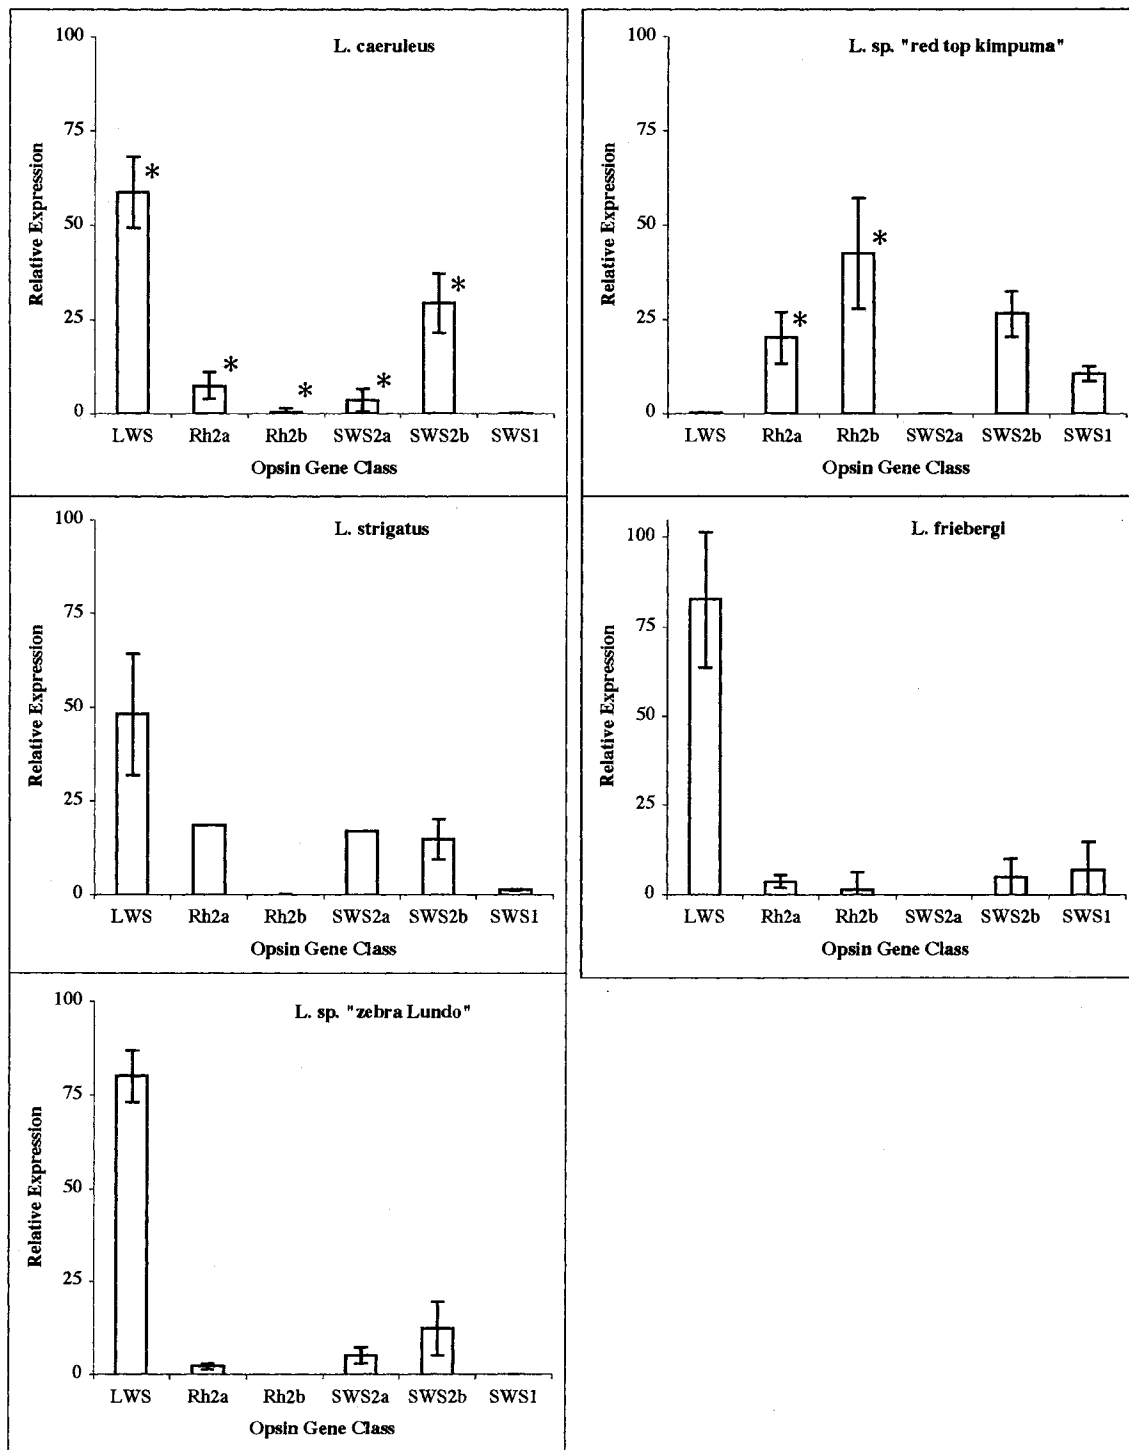 L. caeruleus
100
75
50
25
0
Relative Expression
*
*
*
*
*
LWS Rh2a Rh2b SWS2a SWS2b SWS1
Opsin Gene Class
L. sp. "red top kimpuma"
100
75
50
25
0
Relative Expression
*
*
LWS Rh2a Rh2b SWS2a SWS2b SWS1
Opsin Gene Class
L. strigatus
100
75
50
25
0
Relative Expression
LWS Rh2a Rh2b SWS2a SWS2b SWS1
Opsin Gene Class
L. friebergi
100
75
50
25
0
Relative Expression
LWS Rh2a Rh2b SWS2a SWS2b SWS1
Opsin Gene Class
L. sp. "zebra Lundo"
100
75
50
25
0
Relative Expression
LWS Rh2a Rh2b SWS2a SWS2b SWS1
Opsin Gene Class